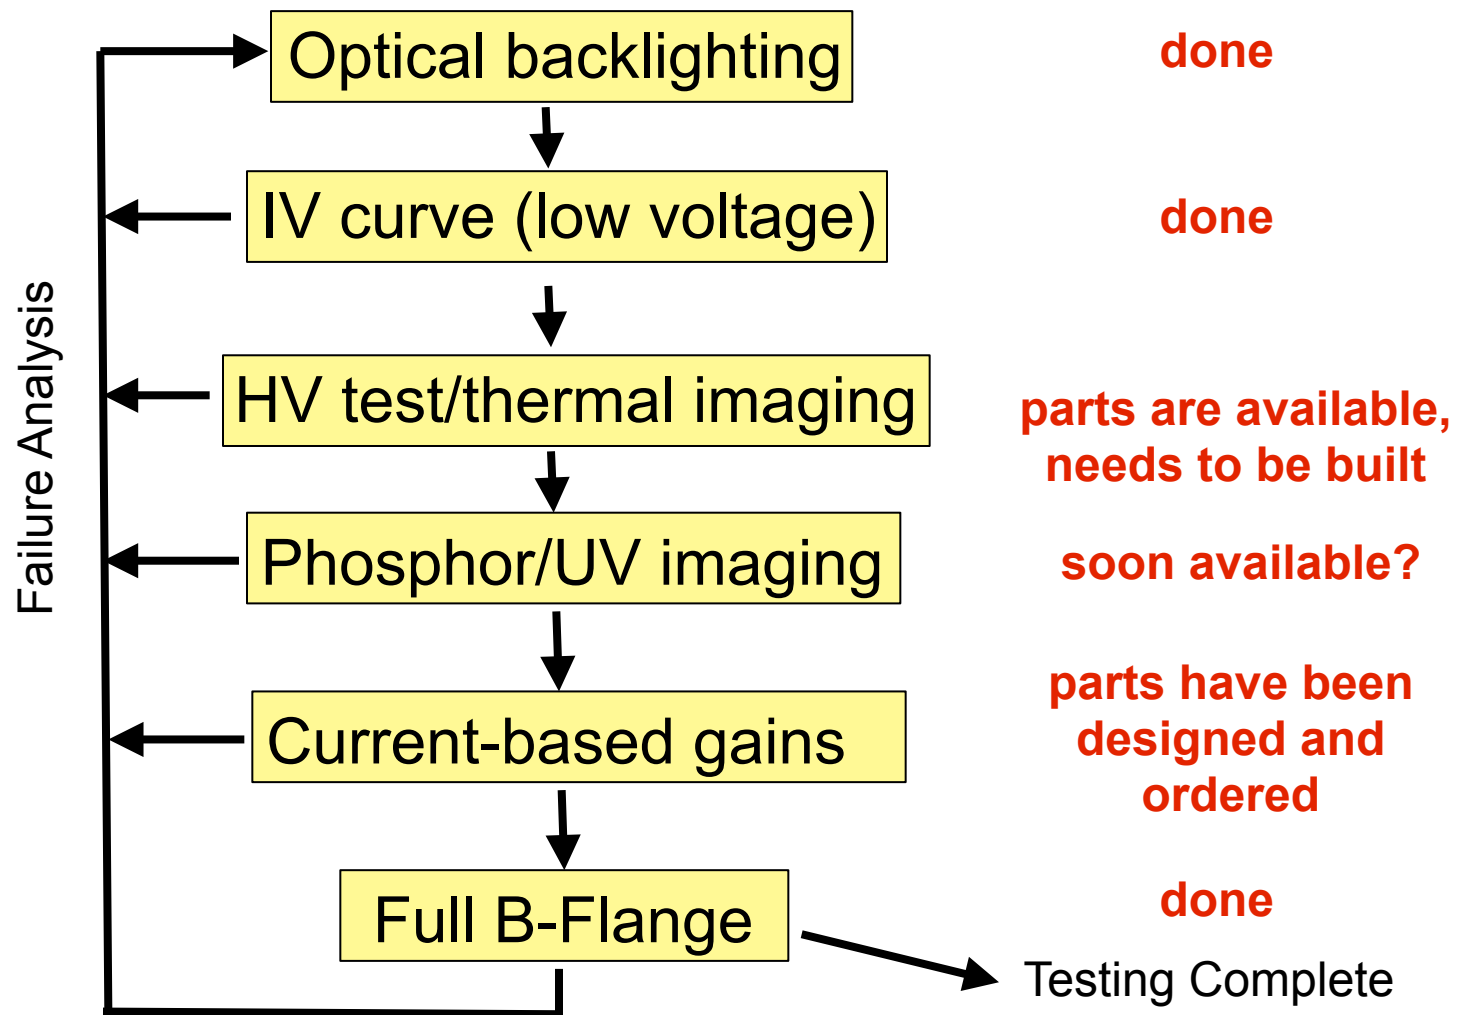 Optical backlighting
done
IV curve (low voltage)
done
HV test/thermal imaging
parts are available,
needs to be built
Phosphor/UV imaging
soon available?
Current-based gains
parts have been
designed and
ordered
Full B-Flange
done
Testing Complete
Failure Analysis